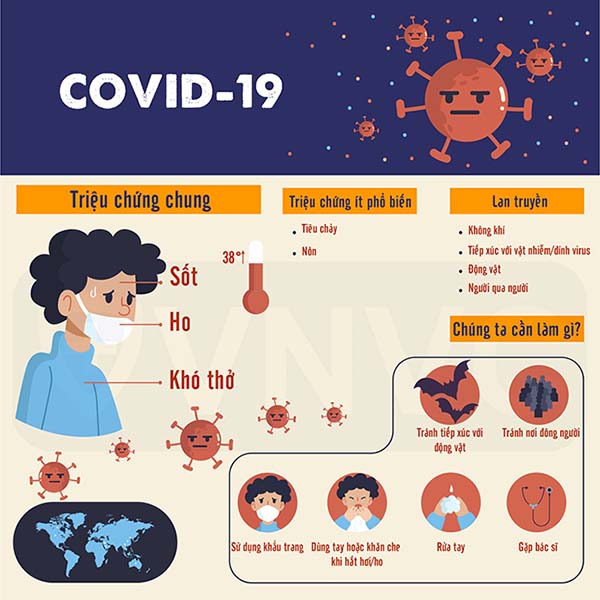 COVID-19
Triệu chứng chung
Sốt
Ho
Khó thở
38°↑
Triệu chứng ít phổ biến
• Tiêu chảy
• Nôn
Lan truyền
• Không khí
• Tiếp xúc với vật nhiễm/dính virus
• Động vật
• Người qua người
Chúng ta cần làm gì?
Tránh tiếp xúc với
động vật
Tránh nơi đông người
Sử dụng khẩu trang
Dùng tay hoặc khăn che
khi hắt hơi/ho
Rửa tay
Gặp bác sĩ
VNVC